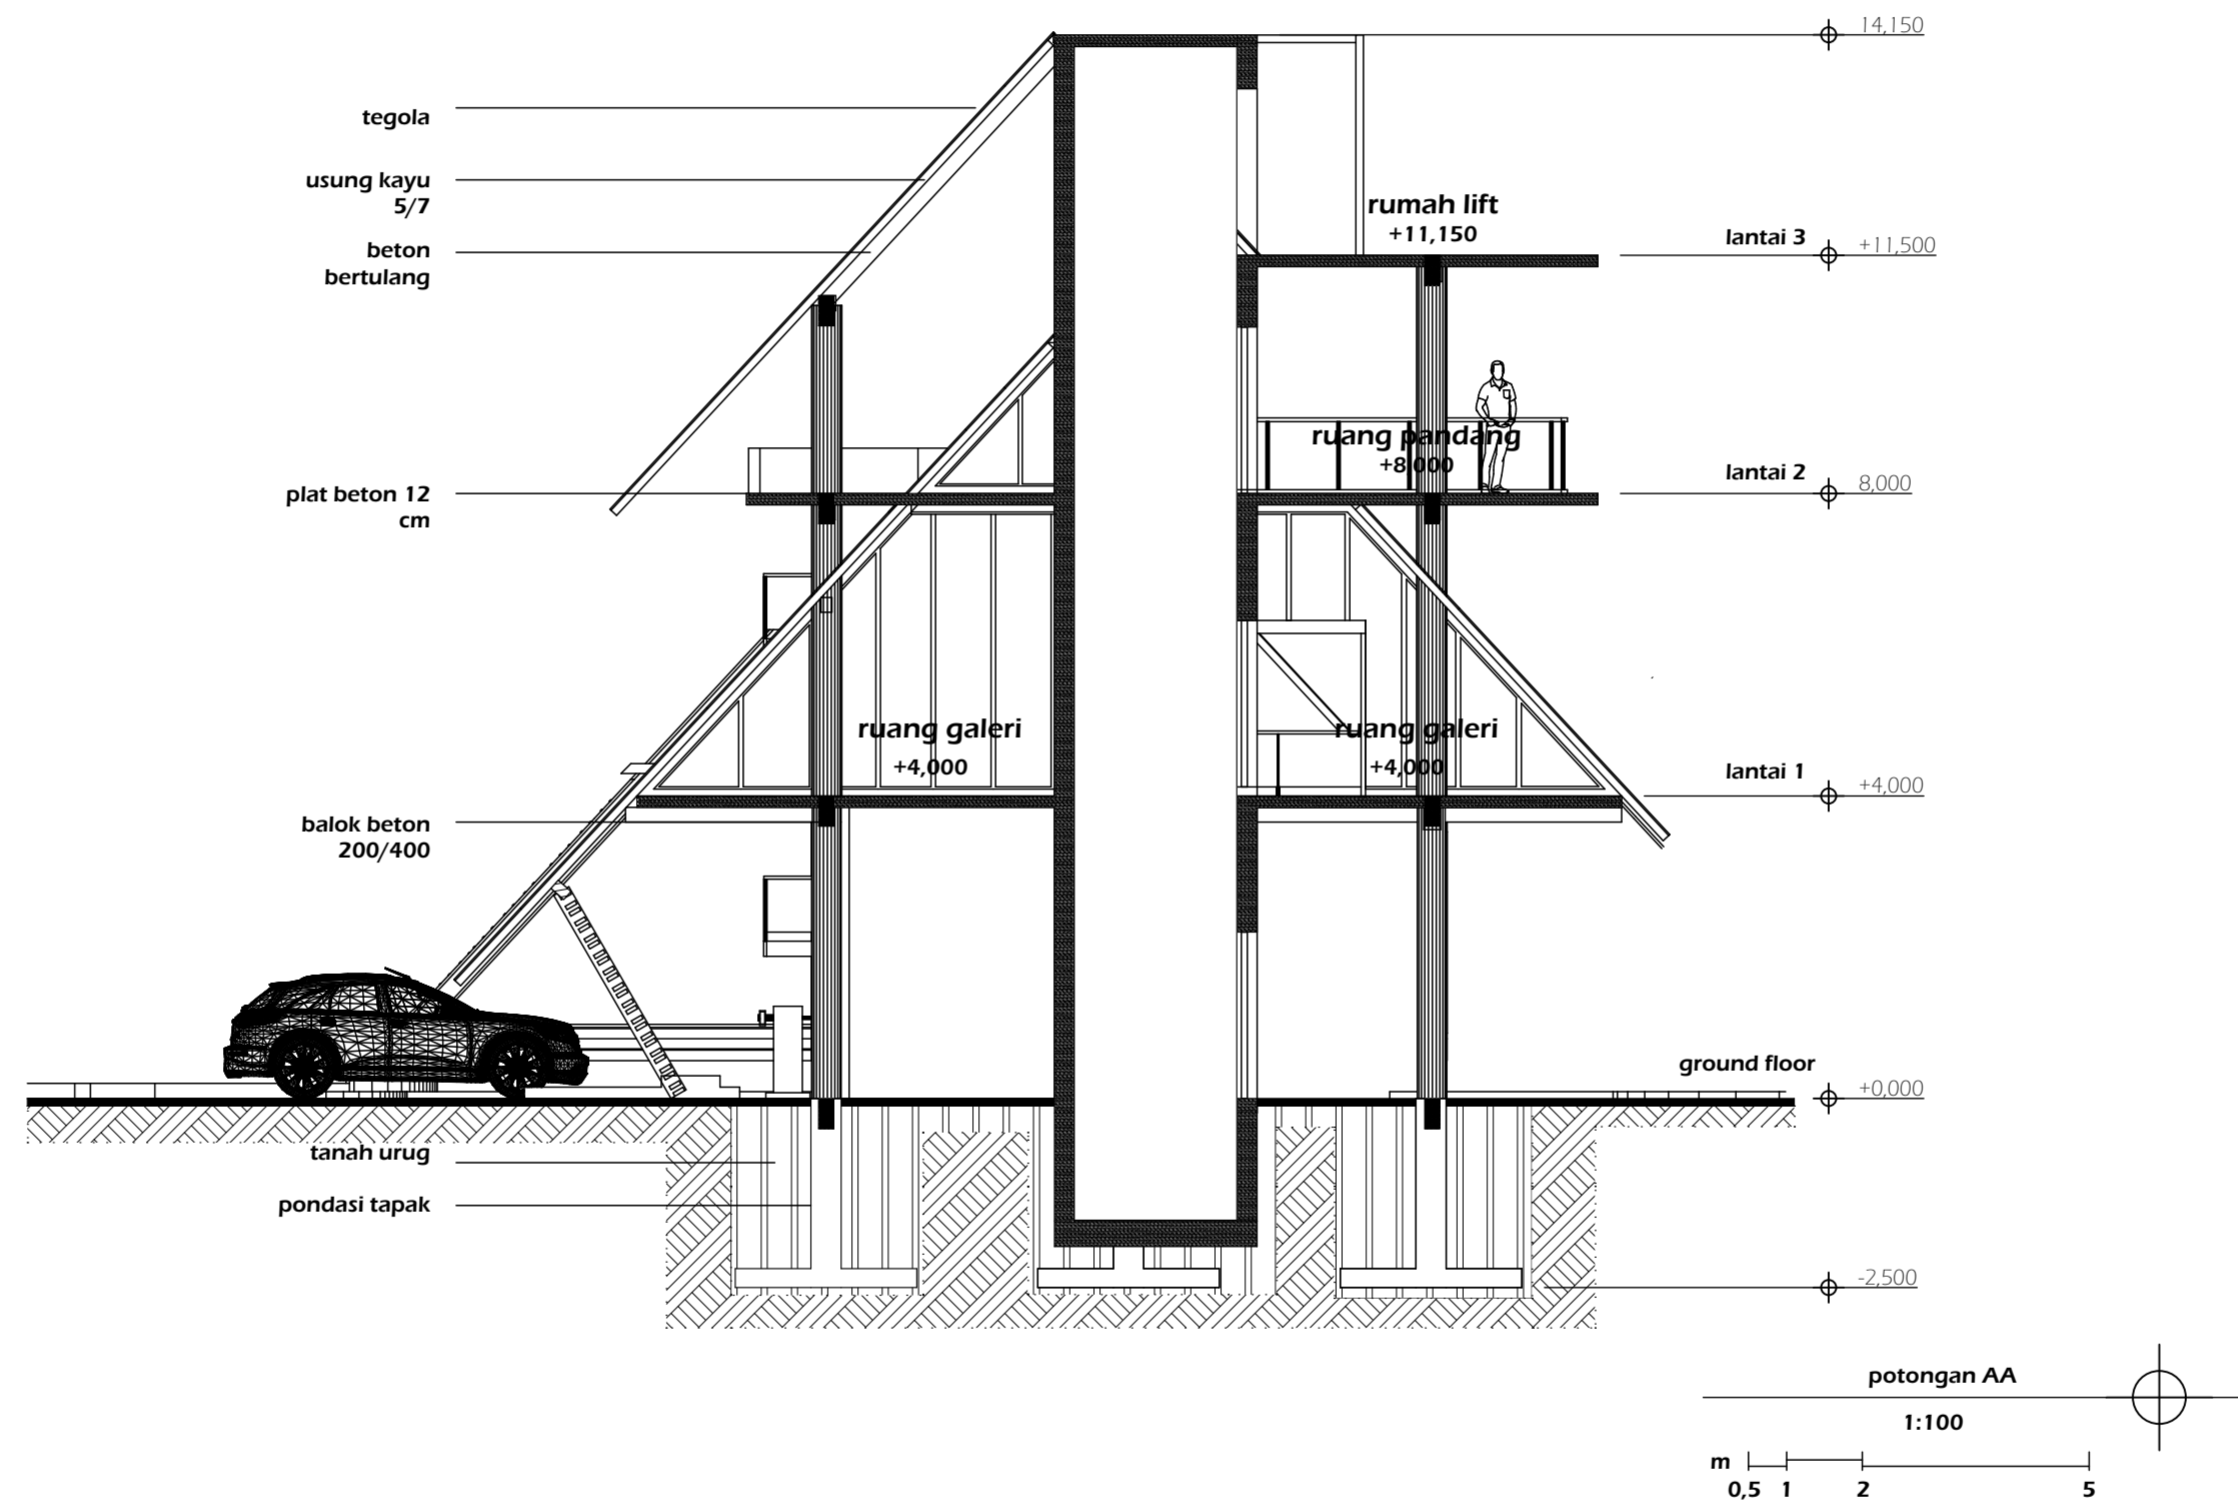 14,150
tegola
usung kayu
5/7
beton
bertulang
rumah lift
+11,150
lantai 3
+11,500
ruang pandang
+8,000
plat beton 12
cm
lantai 2
8,000
ruang galeri
+4,000
ruang galeri
+4,000
lantai 1
+4,000
balok beton
200/400
ground floor
+0,000
tanah urug
pondasi tapak
-2,500
potongan AA
1:100
m
0,5 1 2 5